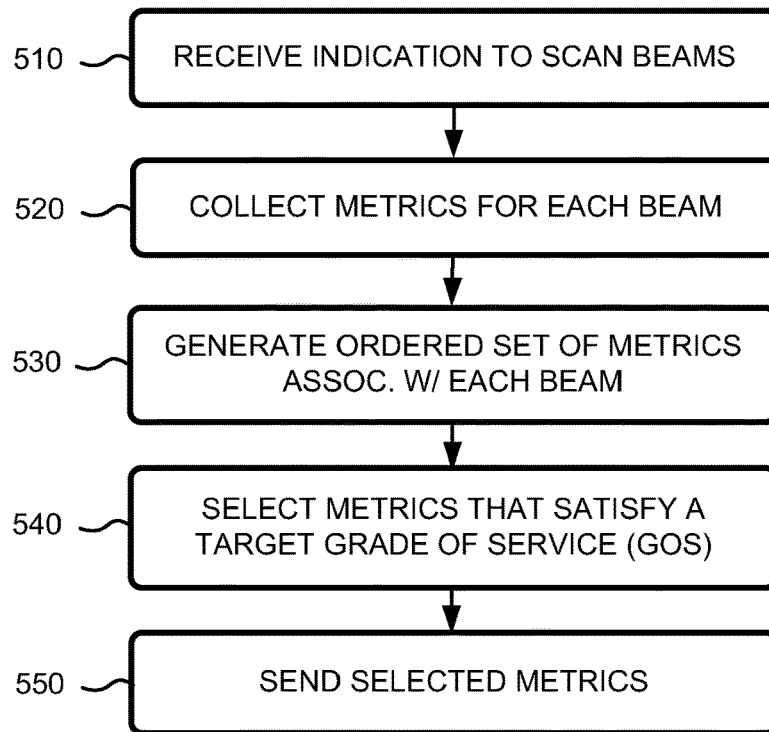 510
RECEIVE INDICATION TO SCAN BEAMS
520
COLLECT METRICS FOR EACH BEAM
530
GENERATE ORDERED SET OF METRICS
ASSOC. W/ EACH BEAM
540
SELECT METRICS THAT SATISFY A
TARGET GRADE OF SERVICE (GOS)
550
SEND SELECTED METRICS